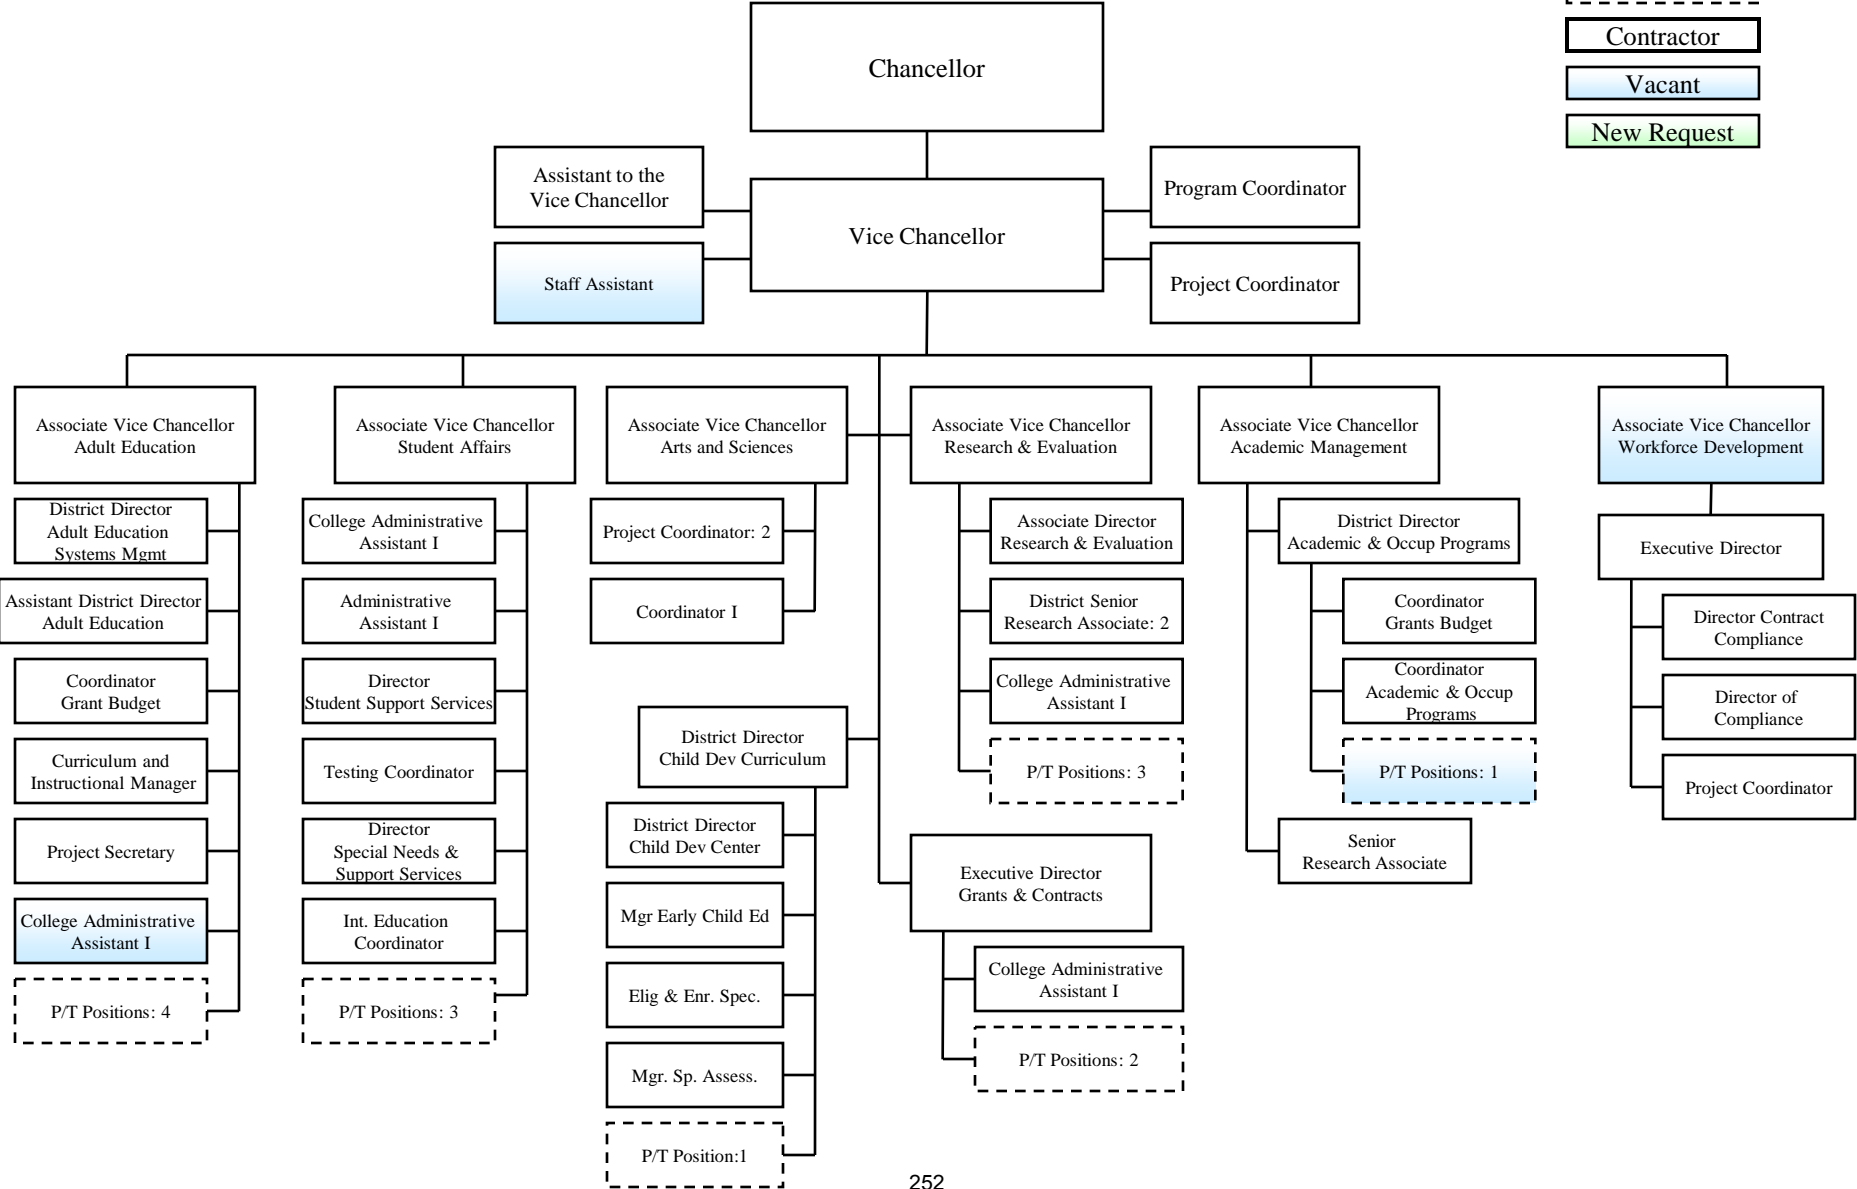 Contractor
Vacant
New Request
Chancellor
Assistant to the
Vice Chancellor
Program Coordinator
Vice Chancellor
Staff Assistant
Project Coordinator
Associate Vice Chancellor
Adult Education
Associate Vice Chancellor
Student Affairs
Associate Vice Chancellor
Arts and Sciences
Associate Vice Chancellor
Research & Evaluation
Associate Vice Chancellor
Academic Management
Associate Vice Chancellor
Workforce Development
District Director
Adult Education
Systems Mgmt
Assistant District Director
Adult Education
Coordinator
Grant Budget
Curriculum and
Instructional Manager
Project Secretary
College Administrative
Assistant I
P/T Positions: 4
College Administrative
Assistant I
Administrative
Assistant I
Director
Student Support Services
Testing Coordinator
Director
Special Needs &
Support Services
Int. Education
Coordinator
P/T Positions: 3
Project Coordinator: 2
Coordinator I
District Director
Child Dev Curriculum
District Director
Child Dev Center
Mgr Early Child Ed
Elig & Enr. Spec.
Mgr. Sp. Assess.
P/T Position:1
Associate Director
Research & Evaluation
District Senior
Research Associate: 2
College Administrative
Assistant I
P/T Positions: 3
Executive Director
Grants & Contracts
College Administrative
Assistant I
P/T Positions: 2
District Director
Academic & Occup Programs
Coordinator
Grants Budget
Coordinator
Academic & Occup
Programs
P/T Positions: 1
Senior
Research Associate
Executive Director
Director Contract
Compliance
Director of
Compliance
Project Coordinator
252